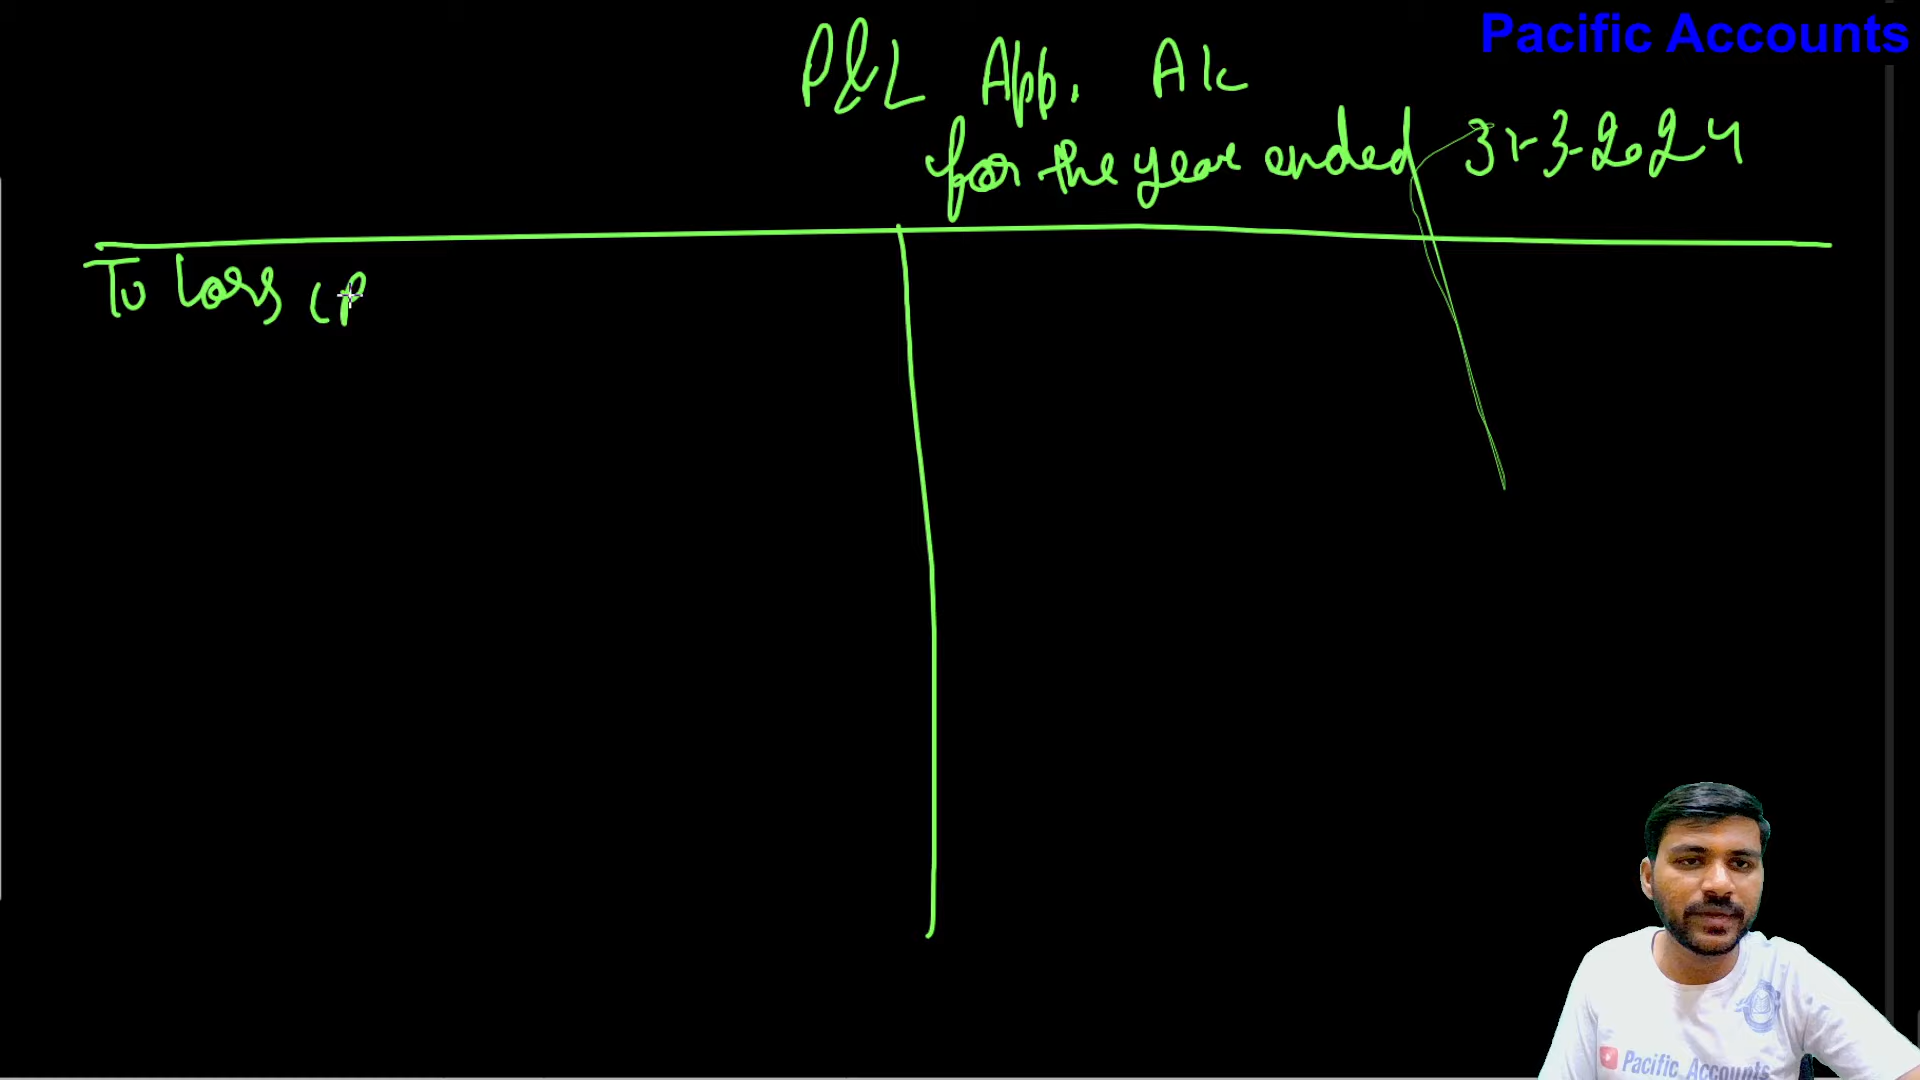 Pacific Accounts
P&L App. A/c
for the year ended 31-3-2024
To Loss (P
Pacific Accounts